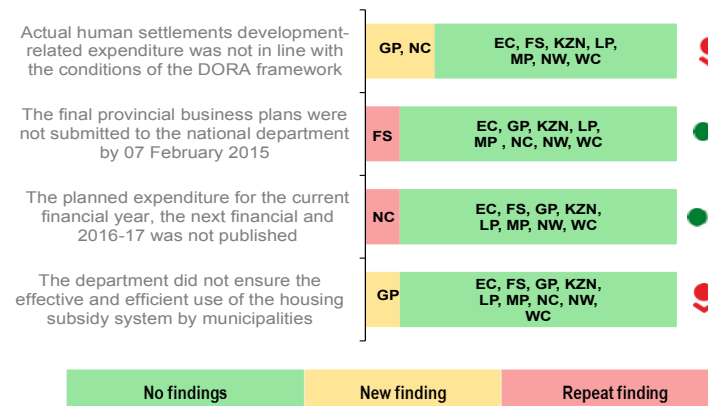 Actual human settlements development-
related expenditure was not in line with
the conditions of the DORA framework
GP, NC
EC, FS, KZN, LP,
MP, NW, WC
The final provincial business plans were
not submitted to the national department
by 07 February 2015
FS
EC, GP, KZN, LP,
MP , NC, NW, WC
The planned expenditure for the current
financial year, the next financial and
2016-17 was not published
NC
EC, FS, GP, KZN,
LP, MP, NW, WC
The department did not ensure the
effective and efficient use of the housing
subsidy system by municipalities
GP
EC, FS, GP, KZN,
LP, MP, NC, NW,
WC
No findings
New finding
Repeat finding